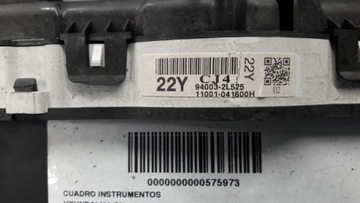 22Y
CJ4
94003-2L525
11001-041600H
22Y
0000000000575973
CUADRO INSTRUMENTOS